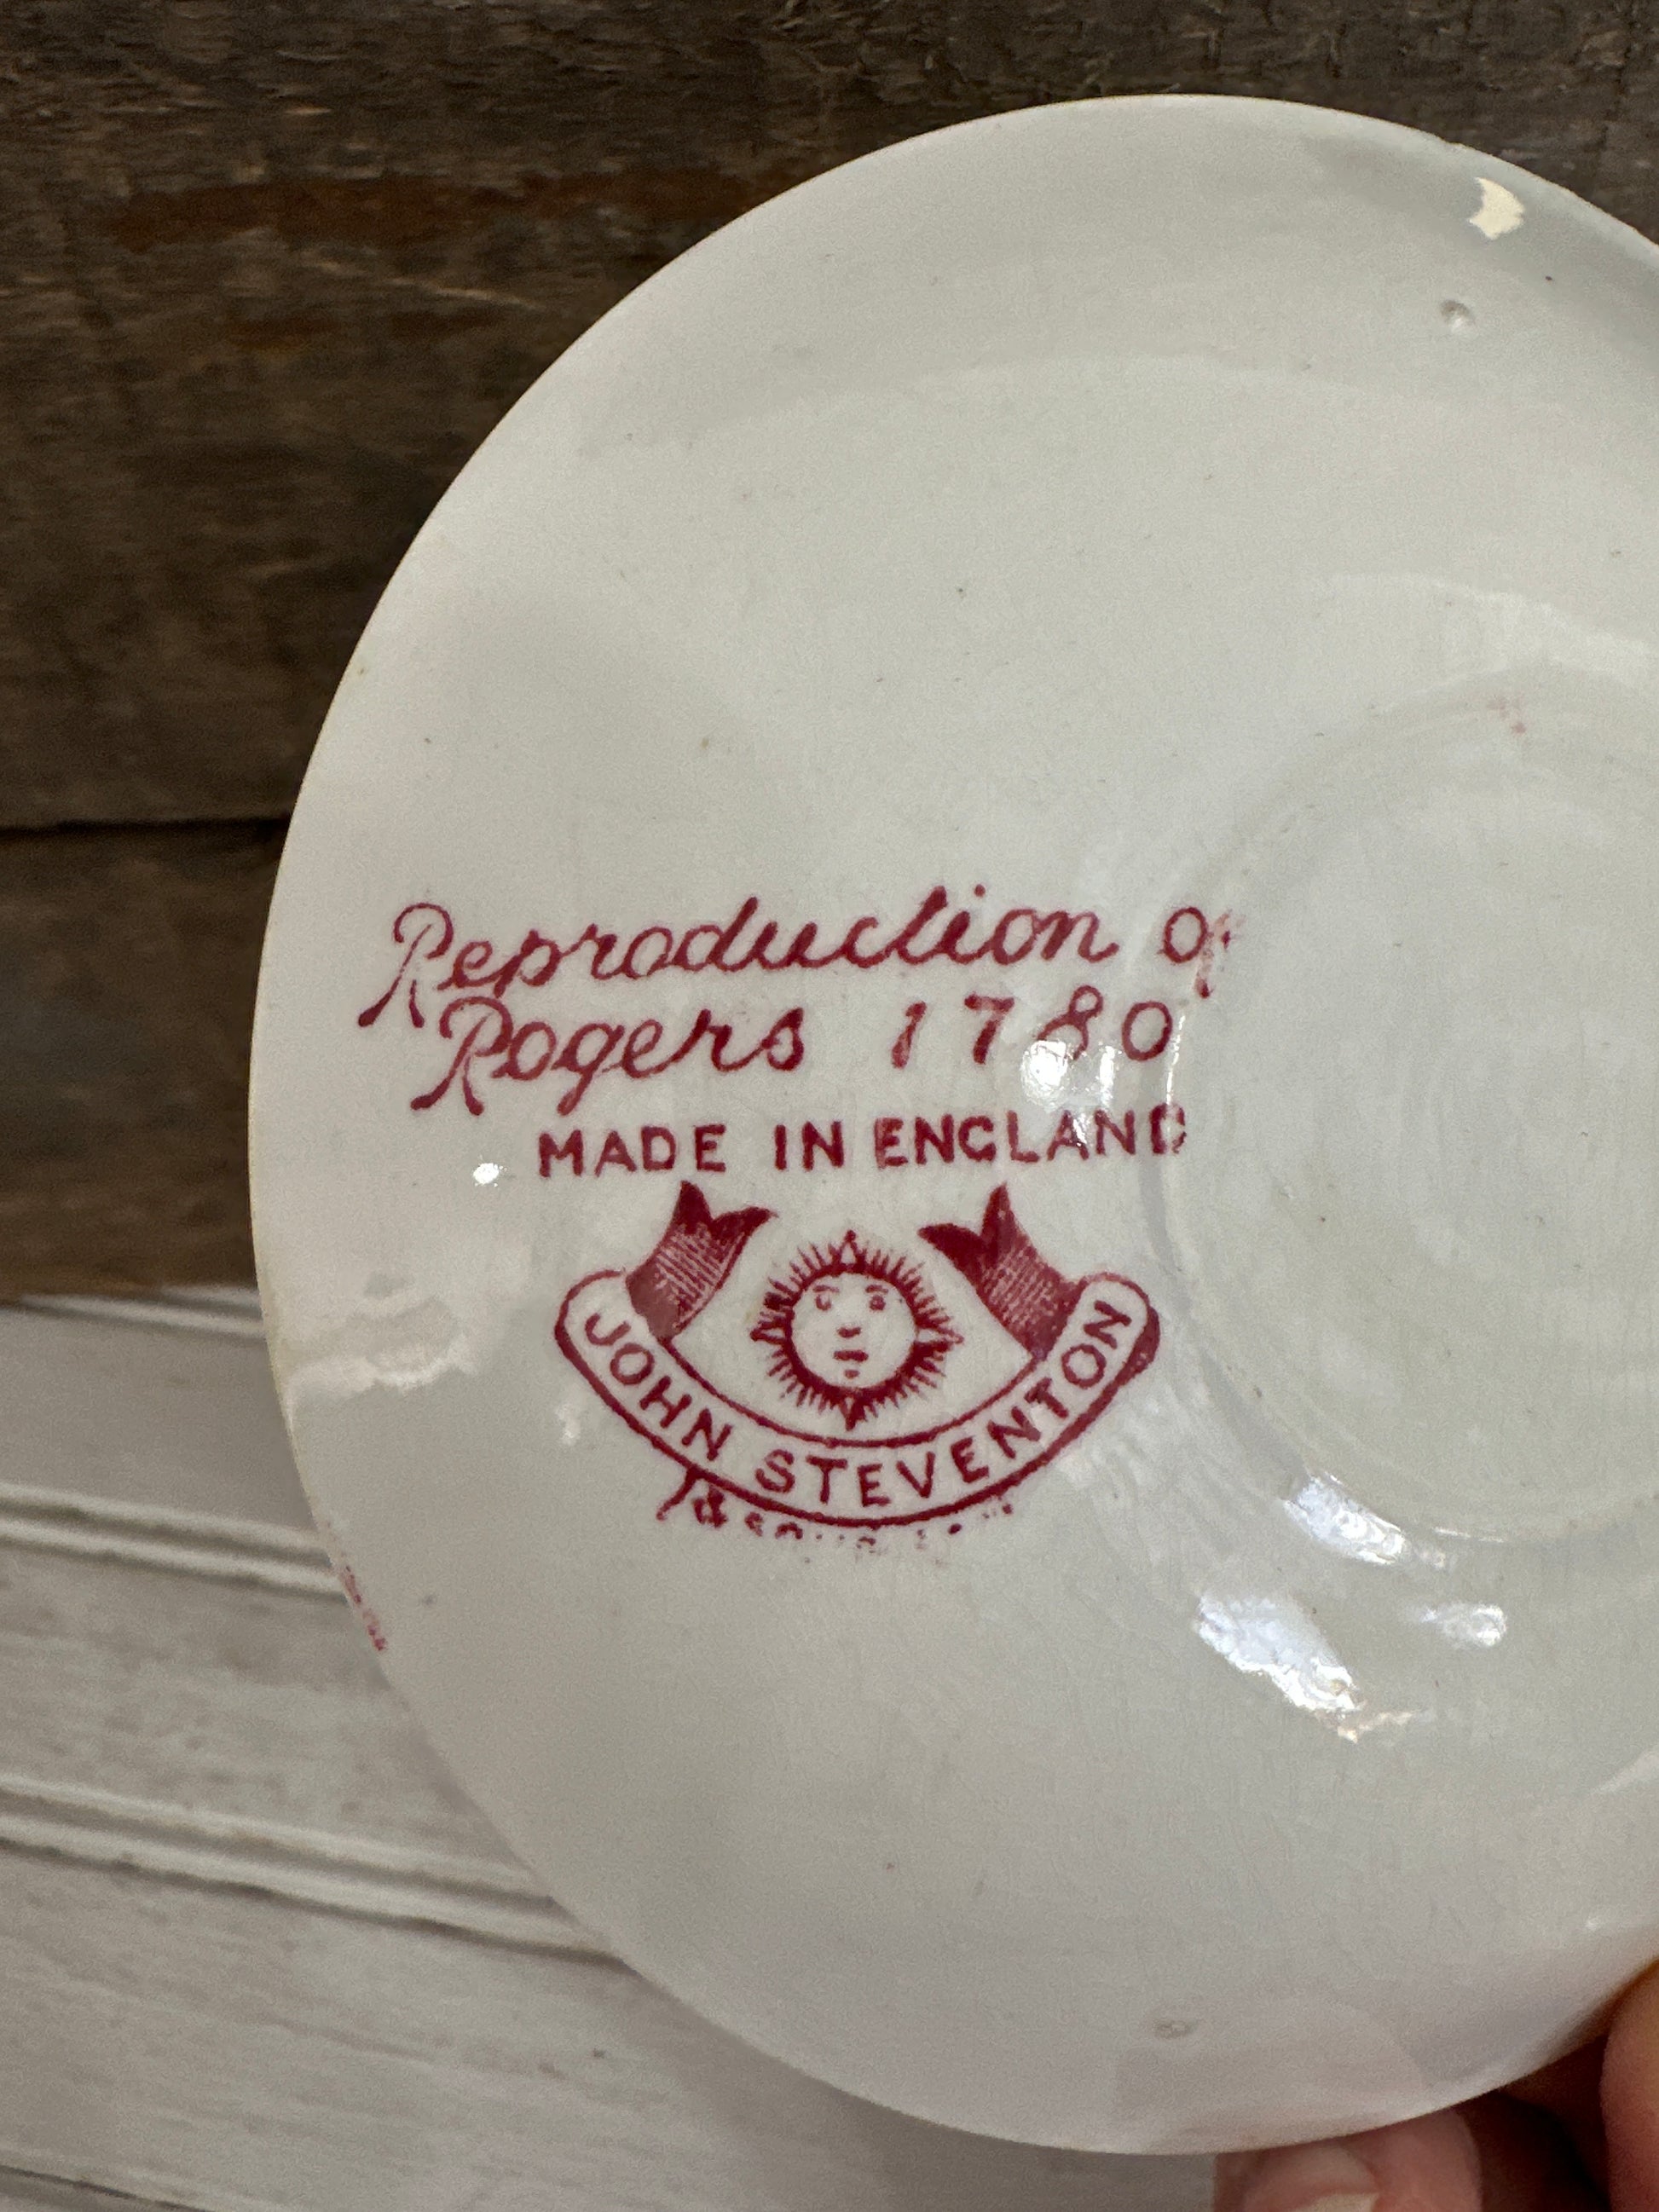 Reproduction of
Rogers 1780
MADE IN ENGLAND
JOHN STEVENTON